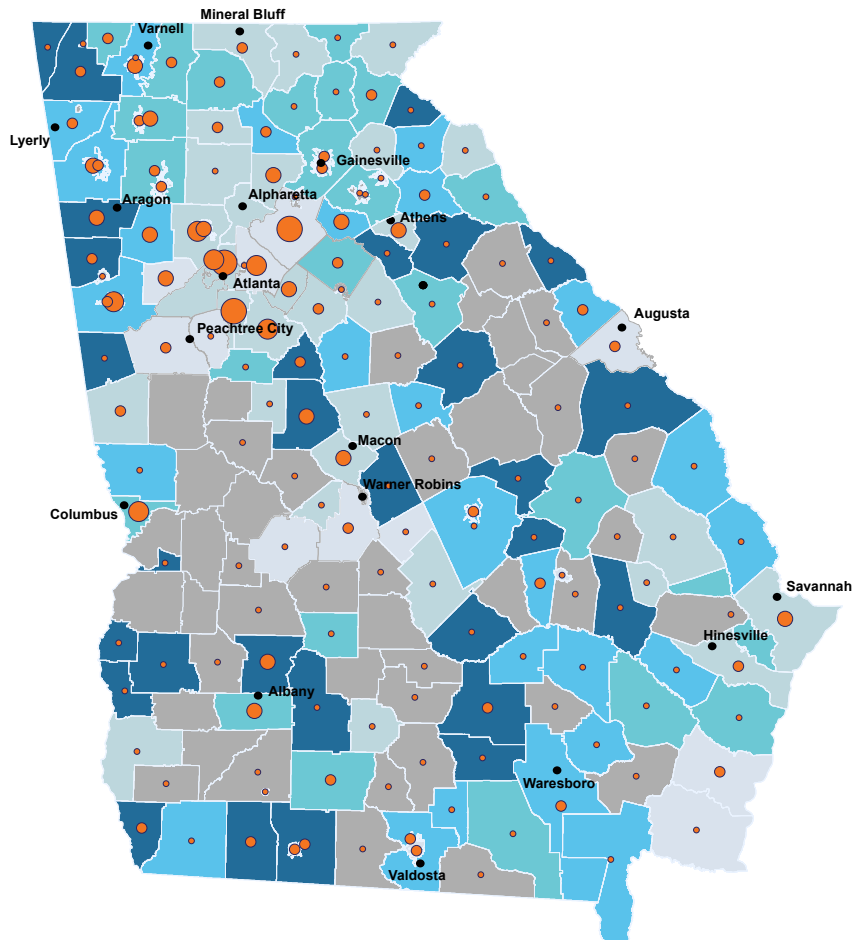 Mineral Bluff
Varnell
Lyerly
Gainesville
Aragon
Alpharetta
Athens
Atlanta
Augusta
Peachtree City
Macon
Warner Robins
Columbus
Savannah
Hinesville
Albany
Waresboro
Valdosta